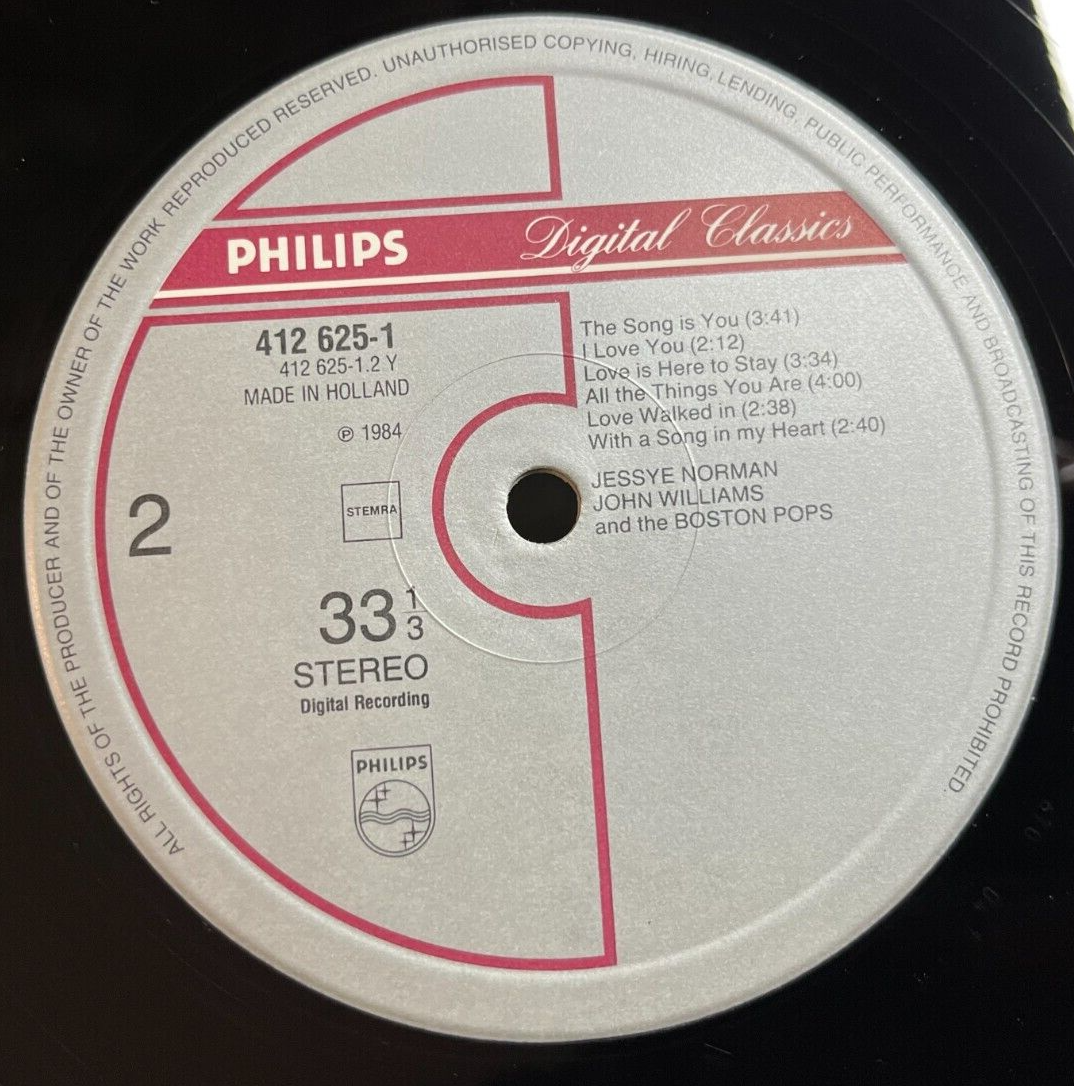 ALL RIGHTS OF THE PRODUCER AND OF THE OWNER OF THE WORK REPRODUCED RESERVED. UNAUTHORISED COPYING, HIRING, LENDING, PUBLIC PERFORMANCE AND BROADCASTING OF THIS RECORD PROHIBITED.
PHILIPS
Digital Classics
412 625-1
412 625-1.2 Y
MADE IN HOLLAND
℗ 1984
STEMRA
2
33 1/3
STEREO
Digital Recording
PHILIPS
The Song is You (3:41)
I Love You (2:12)
Love is Here to Stay (3:34)
All the Things You Are (4:00)
Love Walked in (2:38)
With a Song in my Heart (2:40)
JESSYE NORMAN
JOHN WILLIAMS
and the BOSTON POPS